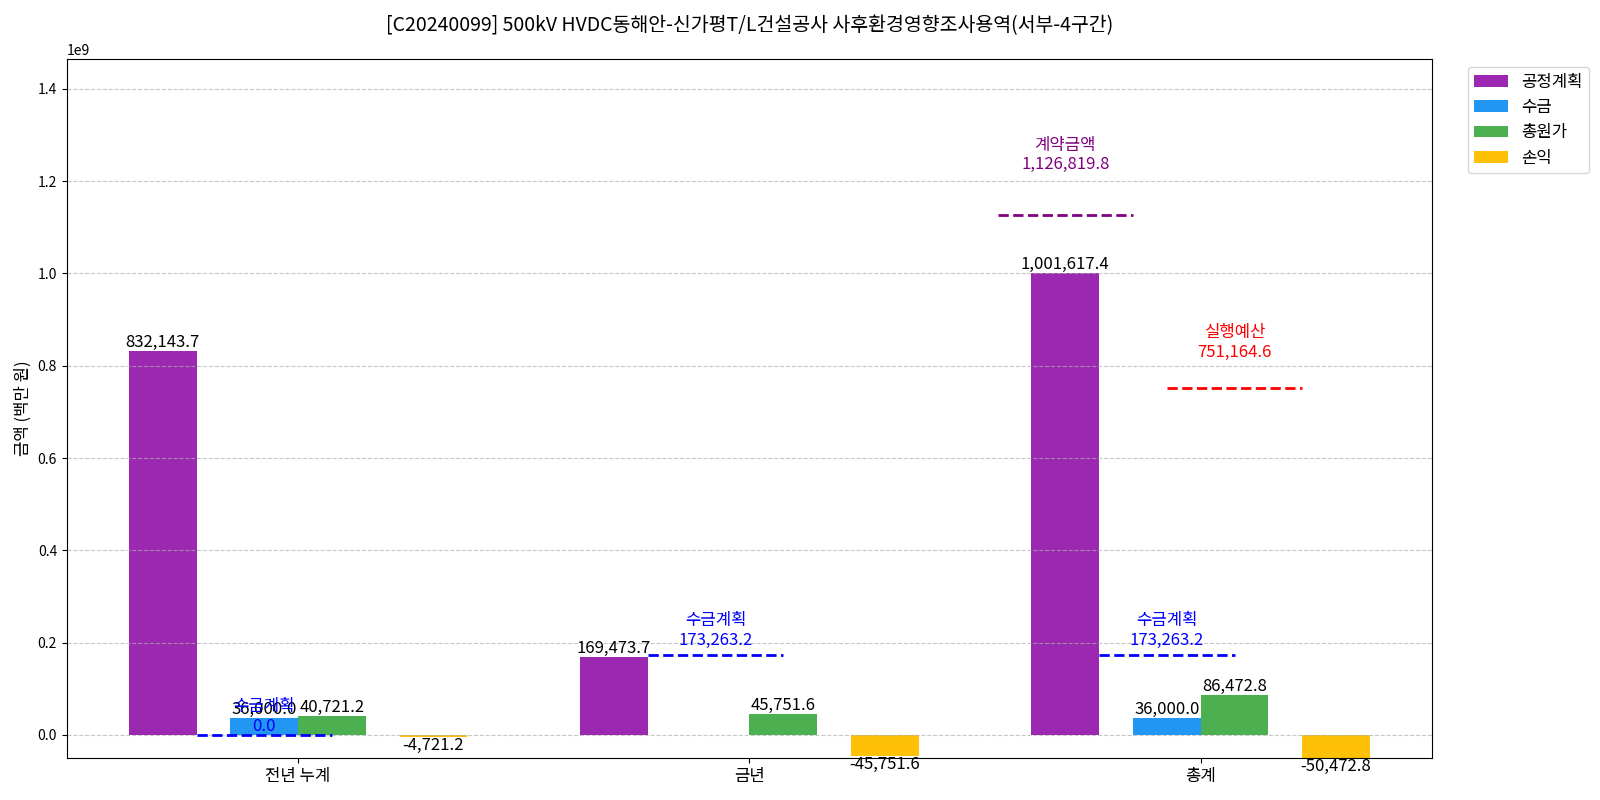 [C20240099] 500kV HVDC동해안-신가평T/L건설공사 사후환경영향조사용역(서부-4구간)
1e9
금액 (백만 원)
1.4
1.2
1.0
0.8
0.6
0.4
0.2
0.0
832,143.7
수금계획
36,000.0
0.0
40,721.2
-4,721.2
169,473.7
수금계획
173,263.2
45,751.6
-45,751.6
계약금액
1,126,819.8
1,001,617.4
실행예산
751,164.6
수금계획
173,263.2
36,000.0
86,472.8
-50,472.8
전년 누계
금년
총계
공정계획
수금
총원가
손익